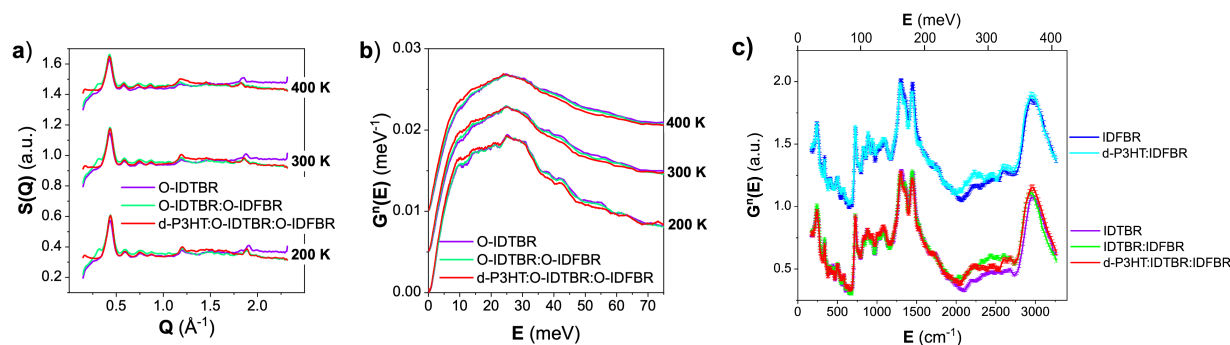 a)
S(Q) (a.u.)
1.6
1.4
1.2
1.0
0.8
0.6
0.4
0.2
400 K
300 K
200 K
O-IDTBR
O-IDTBR:O-IDFBR
d-P3HT:O-IDTBR:O-IDFBR
0.5 1.0 1.5 2.0
Q (Å-1)
b)
Gⁿ(E) (meV-1)
0.03
0.02
0.01
0.00
400 K
300 K
200 K
O-IDTBR
O-IDTBR:O-IDFBR
d-P3HT:O-IDTBR:O-IDFBR
0 10 20 30 40 50 60 70
E (meV)
c)
E (meV)
0 100 200 300 400
Gⁿ(E) (a.u.)
2.0
1.5
1.0
0.5
IDFBR
d-P3HT:IDFBR
IDTBR
IDTBR:IDFBR
d-P3HT:IDTBR:IDFBR
0 500 1000 1500 2000 2500 3000
E (cm-1)